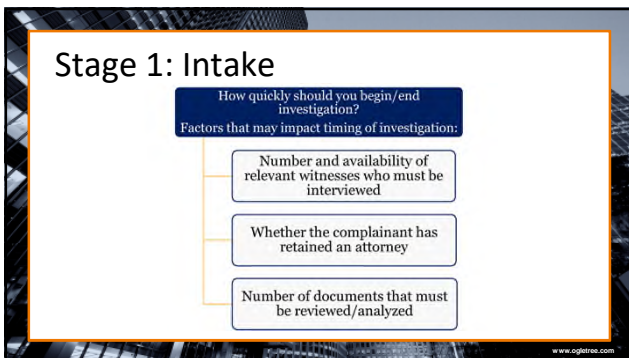 Stage 1: Intake
How quickly should you begin/end
investigation?
Factors that may impact timing of investigation:
Number and availability of
relevant witnesses who must be
interviewed
Whether the complainant has
retained an attorney
Number of documents that must
be reviewed/analyzed
www.ogletree.com